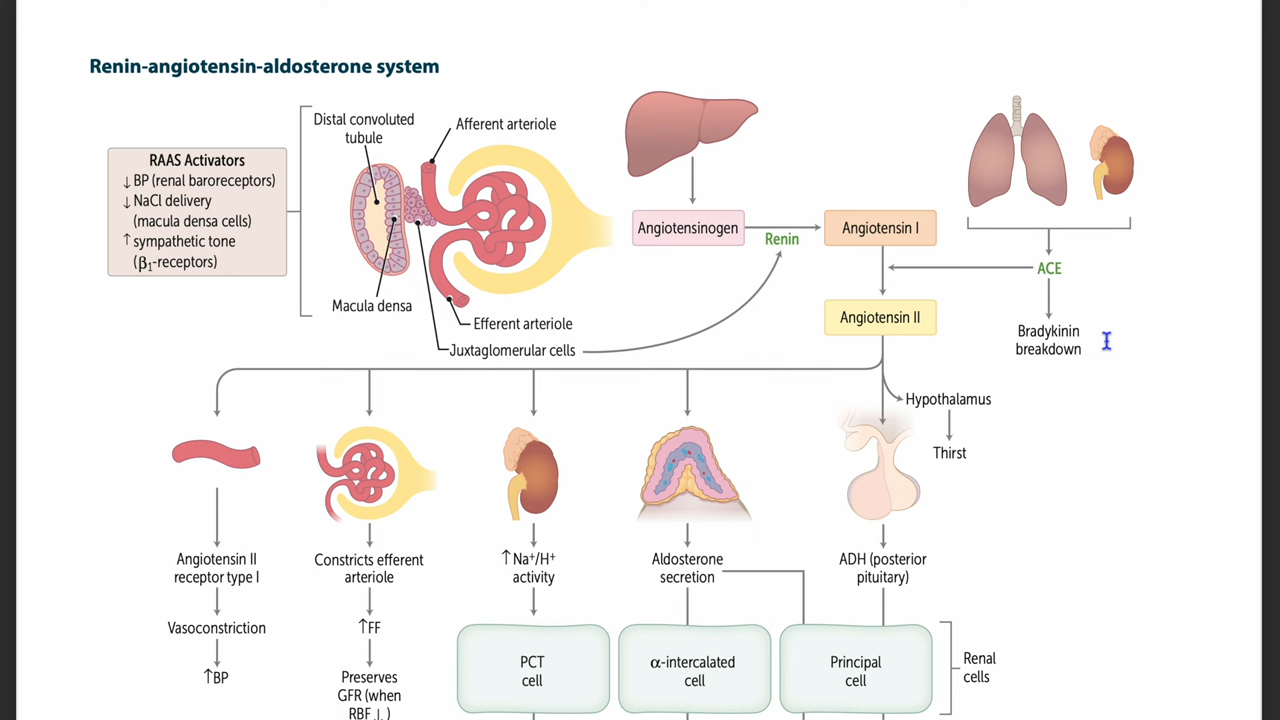 Renin-angiotensin-aldosterone system
RAAS Activators
↓ BP (renal baroreceptors)
↓ NaCl delivery
(macula densa cells)
↑ sympathetic tone
(β₁-receptors)
Distal convoluted
tubule
Afferent arteriole
Macula densa
Efferent arteriole
Juxtaglomerular cells
Angiotensinogen
Renin
Angiotensin I
ACE
Angiotensin II
Bradykinin
breakdown
Hypothalamus
Thirst
Angiotensin II
receptor type I
Vasoconstriction
↑BP
Constricts efferent
arteriole
↑FF
Preserves
GFR (when
RBF ↓)
↑Na⁺/H⁺
activity
PCT
cell
Aldosterone
secretion
α-intercalated
cell
ADH (posterior
pituitary)
Principal
cell
Renal
cells